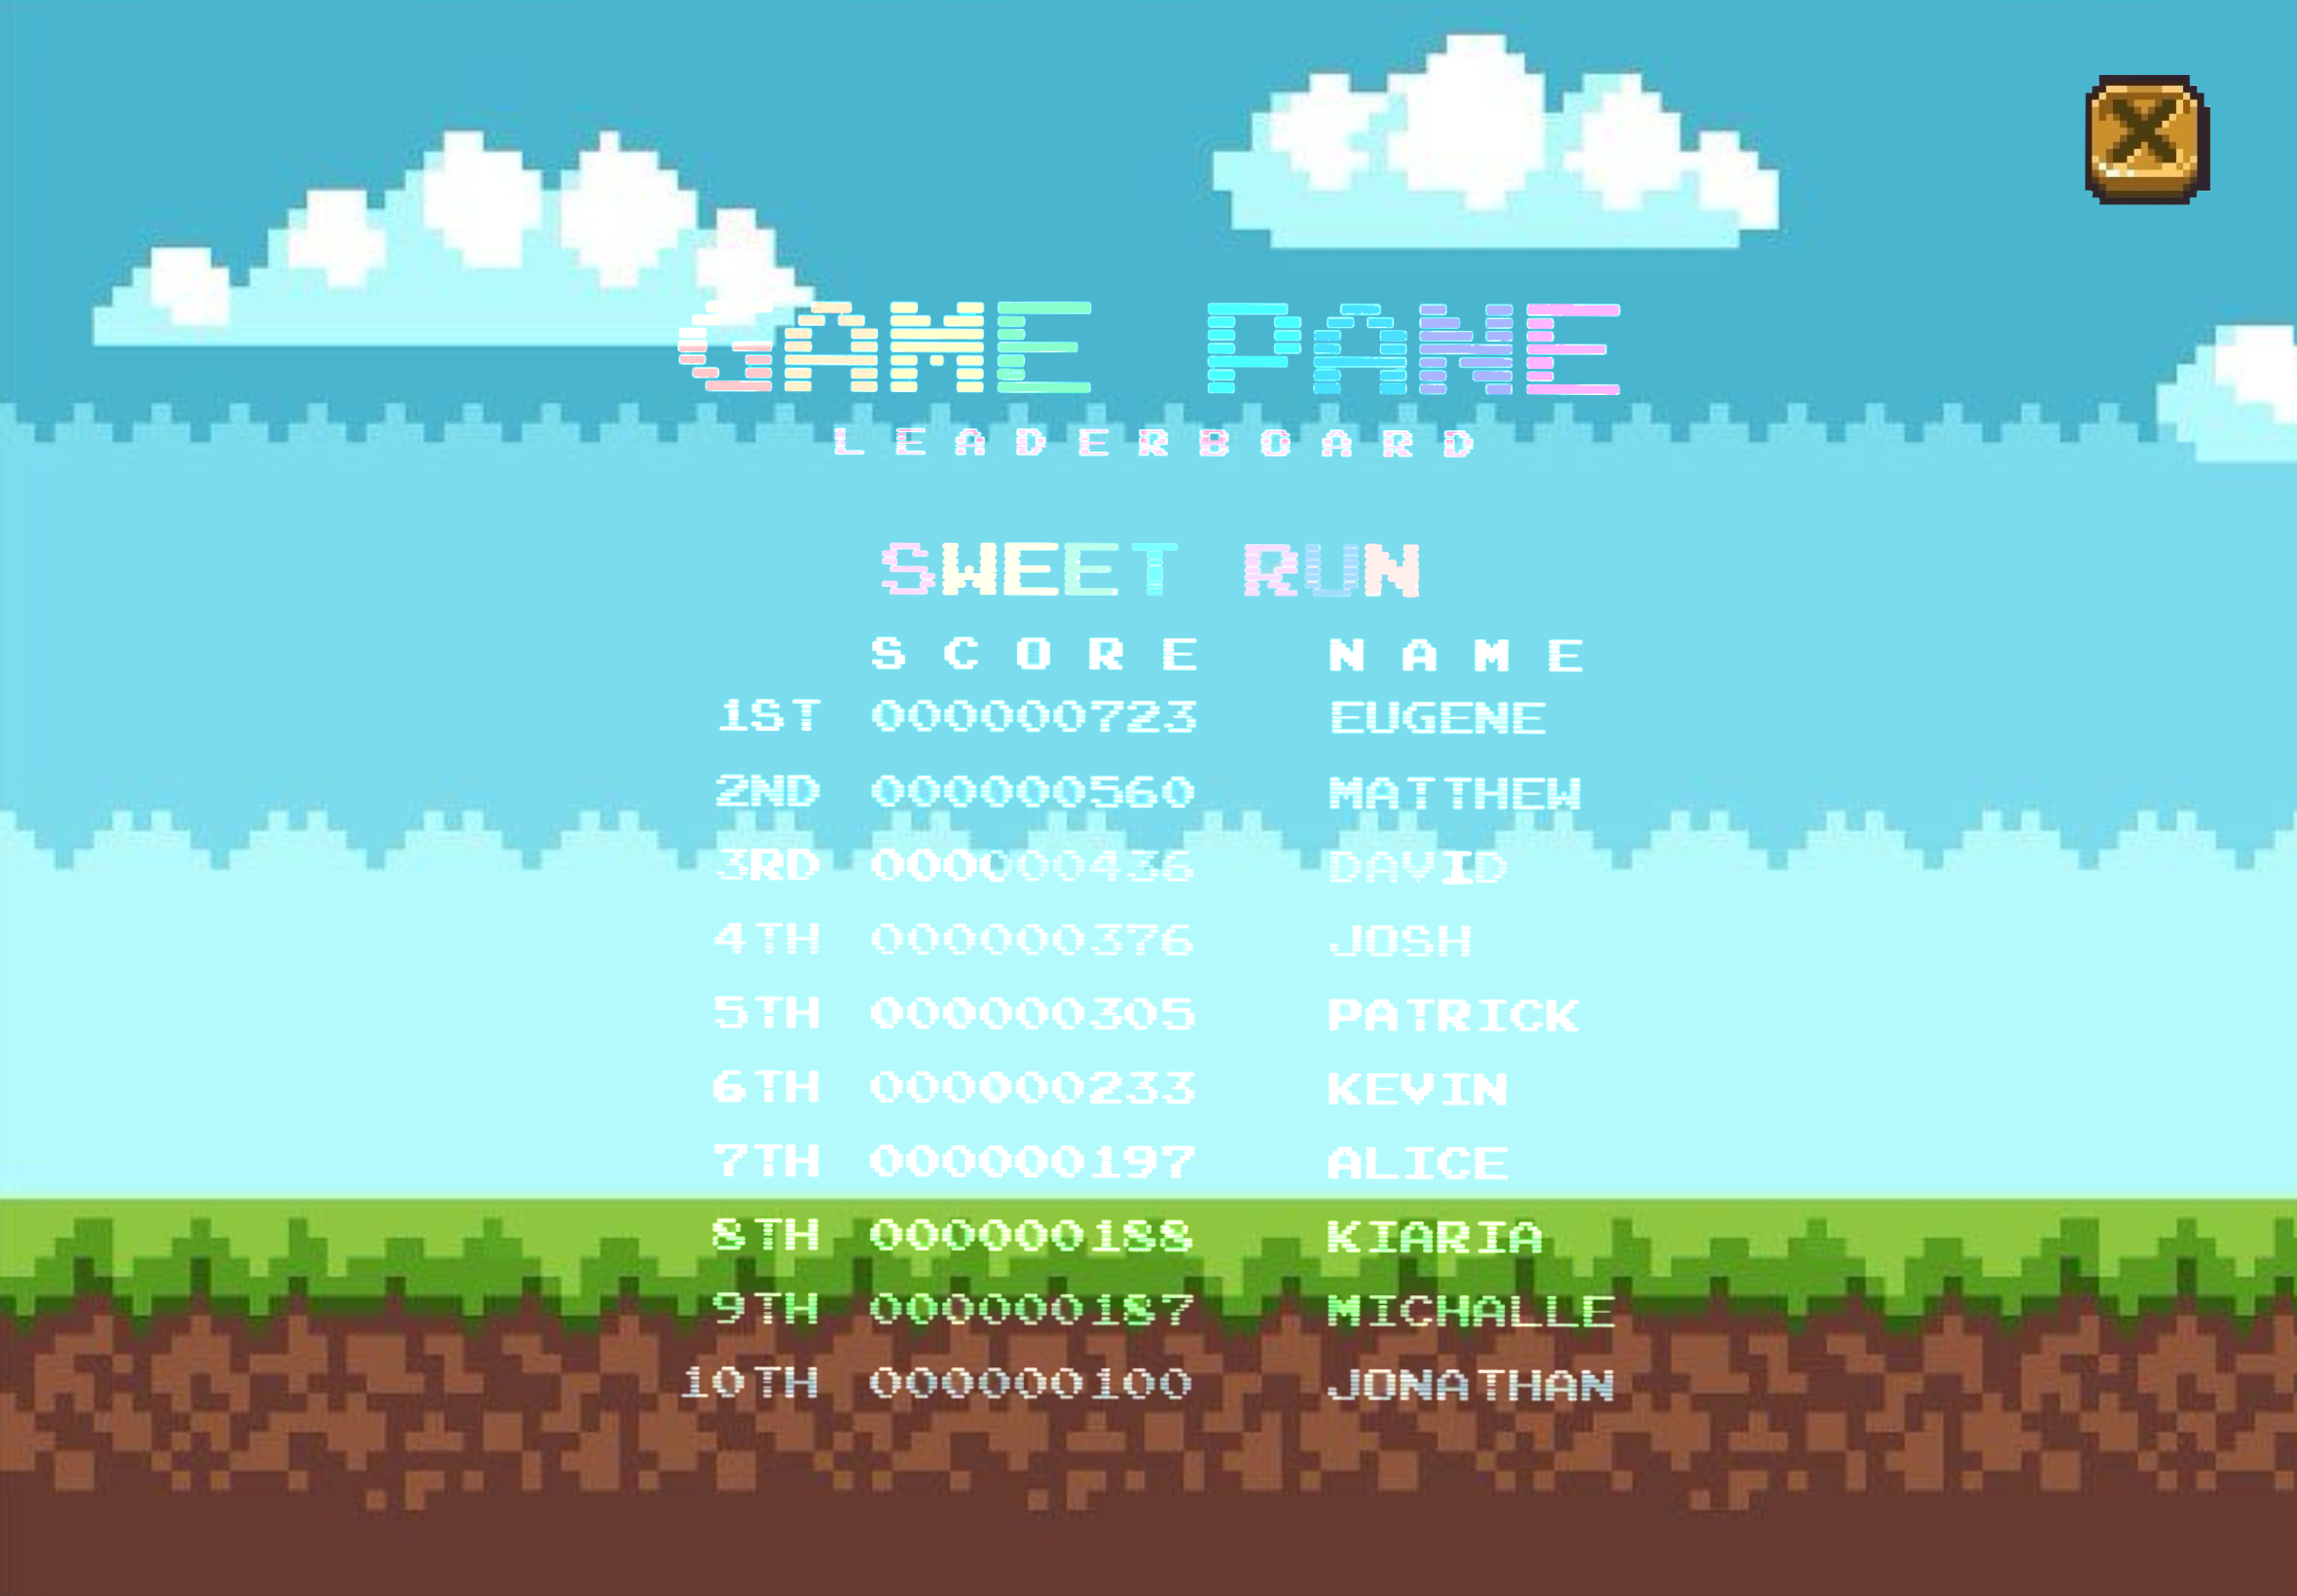 GAME PANE
LEADERBOARD
SWEET RUN
SCORE NAME
1ST 000000723 EUGENE
2ND 000000560 MATTHEW
3RD 000000436 DAVID
4TH 000000376 JOSH
5TH 000000305 PATRICK
6TH 000000233 KEVIN
7TH 000000197 ALICE
8TH 000000188 KIARIA
9TH 000000187 MICHALLE
10TH 000000100 JONATHAN